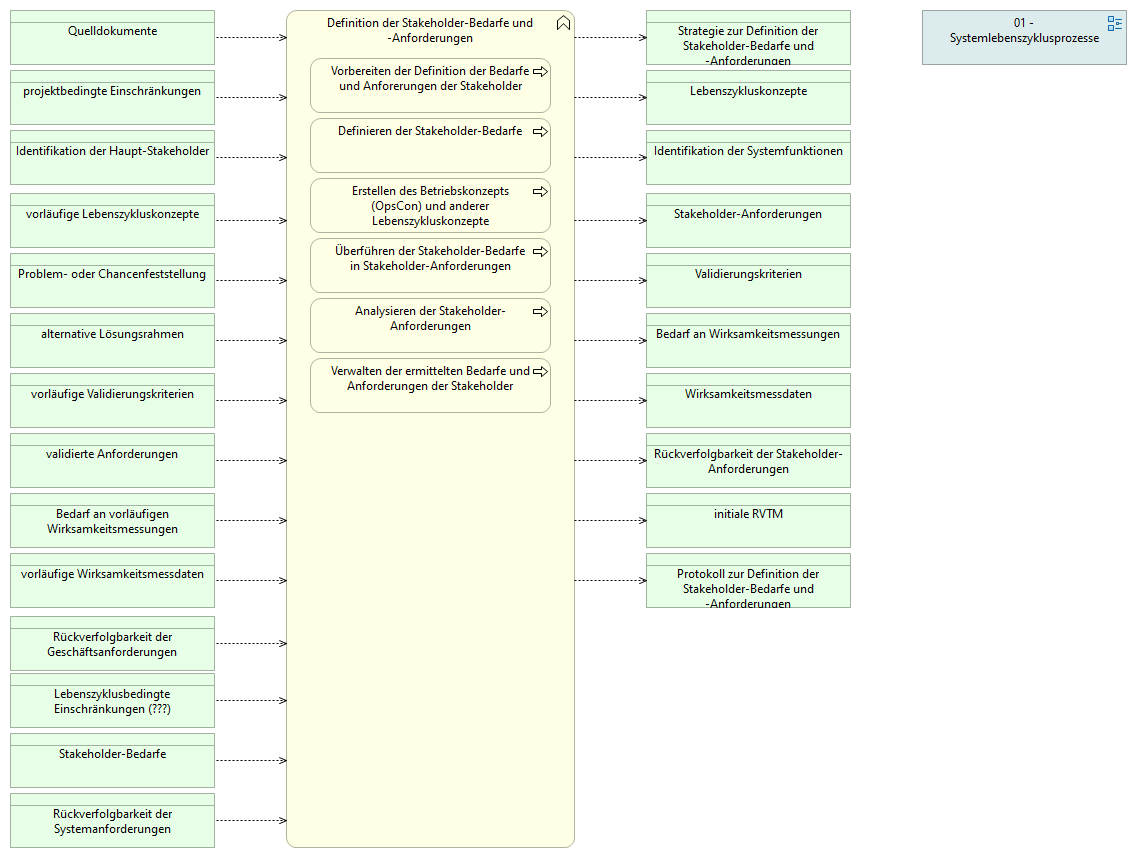 Quelldokumente
projektbedingte Einschränkungen
Identifikation der Haupt-Stakeholder
vorläufige Lebenszykluskonzepte
Problem- oder Chancenfeststellung
alternative Lösungsrahmen
vorläufige Validierungskriterien
validierte Anforderungen
Bedarf an vorläufigen
Wirksamkeitsmessungen
vorläufige Wirksamkeitsmessdaten
Rückverfolgbarkeit der
Geschäftsanforderungen
Lebenszyklusbedingte
Einschränkungen (???)
Stakeholder-Bedarfe
Rückverfolgbarkeit der
Systemanforderungen
Definition der Stakeholder-Bedarfe und
-Anforderungen
Vorbereiten der Definition der Bedarfe
und Anforerungen der Stakeholder
Definieren der Stakeholder-Bedarfe
Erstellen des Betriebskonzepts
(OpsCon) und anderer
Lebenszykluskonzepte
Überführen der Stakeholder-Bedarfe
in Stakeholder-Anforderungen
Analysieren der Stakeholder-
Anforderungen
Verwalten der ermittelten Bedarfe und
Anforderungen der Stakeholder
Strategie zur Definition der
Stakeholder-Bedarfe und
-Anforderungen
Lebenszykluskonzepte
Identifikation der Systemfunktionen
Stakeholder-Anforderungen
Validierungskriterien
Bedarf an Wirksamkeitsmessungen
Wirksamkeitsmessdaten
Rückverfolgbarkeit der Stakeholder-
Anforderungen
initiale RVTM
Protokoll zur Definition der
Stakeholder-Bedarfe und
-Anforderungen
01 -
Systemlebenszyklusprozesse